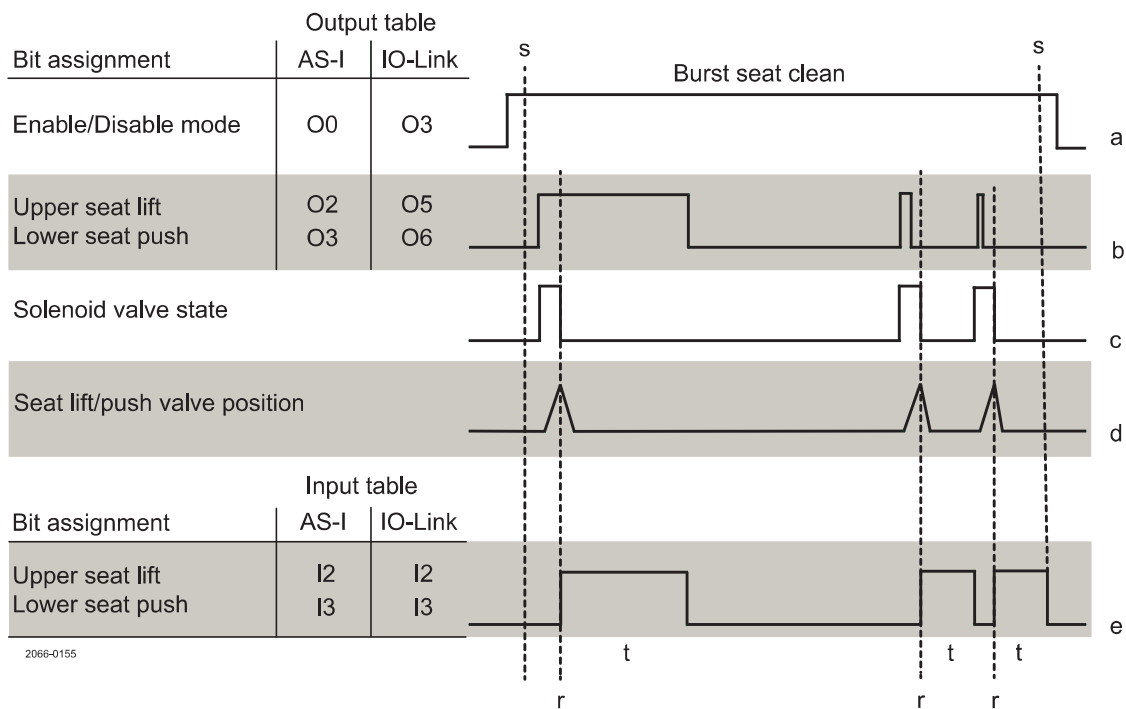 Output table
Bit assignment AS-I IO-Link
s s
Burst seat clean
Enable/Disable mode O0 O3
a
Upper seat lift O2 O5
Lower seat push O3 O6
b
Solenoid valve state
c
Seat lift/push valve position
d
Input table
Bit assignment AS-I IO-Link
Upper seat lift I2 I2
Lower seat push I3 I3
e
2066-0155
t t t
r r r